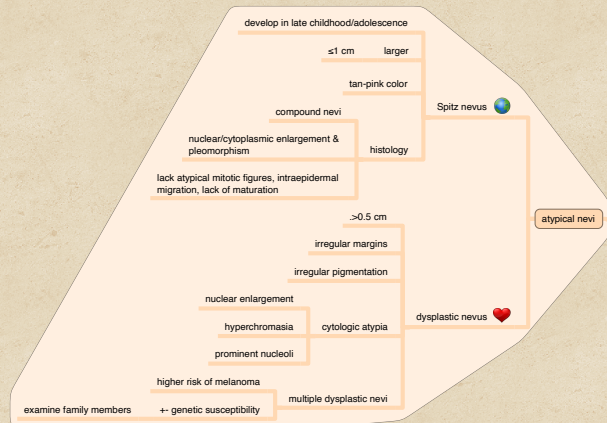 develop in late childhood/adolescence
≤1 cm larger
tan-pink color
Spitz nevus
compound nevi
nuclear/cytoplasmic enlargement &
pleomorphism
histology
lack atypical mitotic figures, intraepidermal
migration, lack of maturation
atypical nevi
.>0.5 cm
irregular margins
irregular pigmentation
nuclear enlargement
dysplastic nevus
hyperchromasia
cytologic atypia
prominent nucleoli
higher risk of melanoma
multiple dysplastic nevi
examine family members +- genetic susceptibility